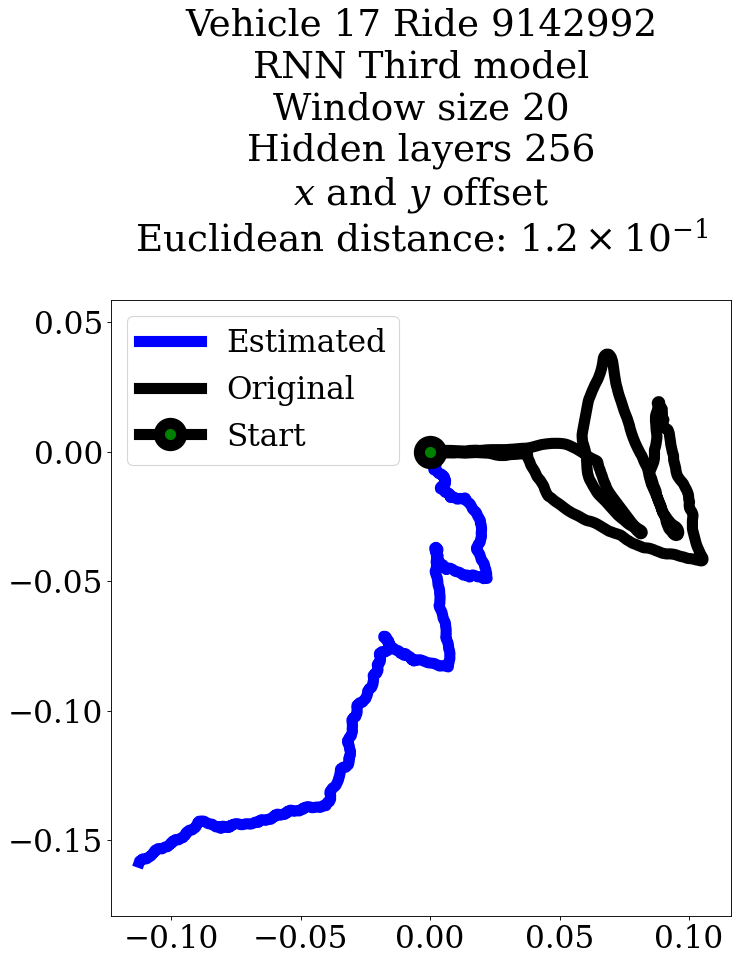 Vehicle 17 Ride 9142992
RNN Third model
Window size 20
Hidden layers 256
x and y offset
Euclidean distance: 1.2 × 10⁻¹
0.05
0.00
−0.05
−0.10
−0.15
Estimated
Original
Start
−0.10 −0.05 0.00 0.05 0.10